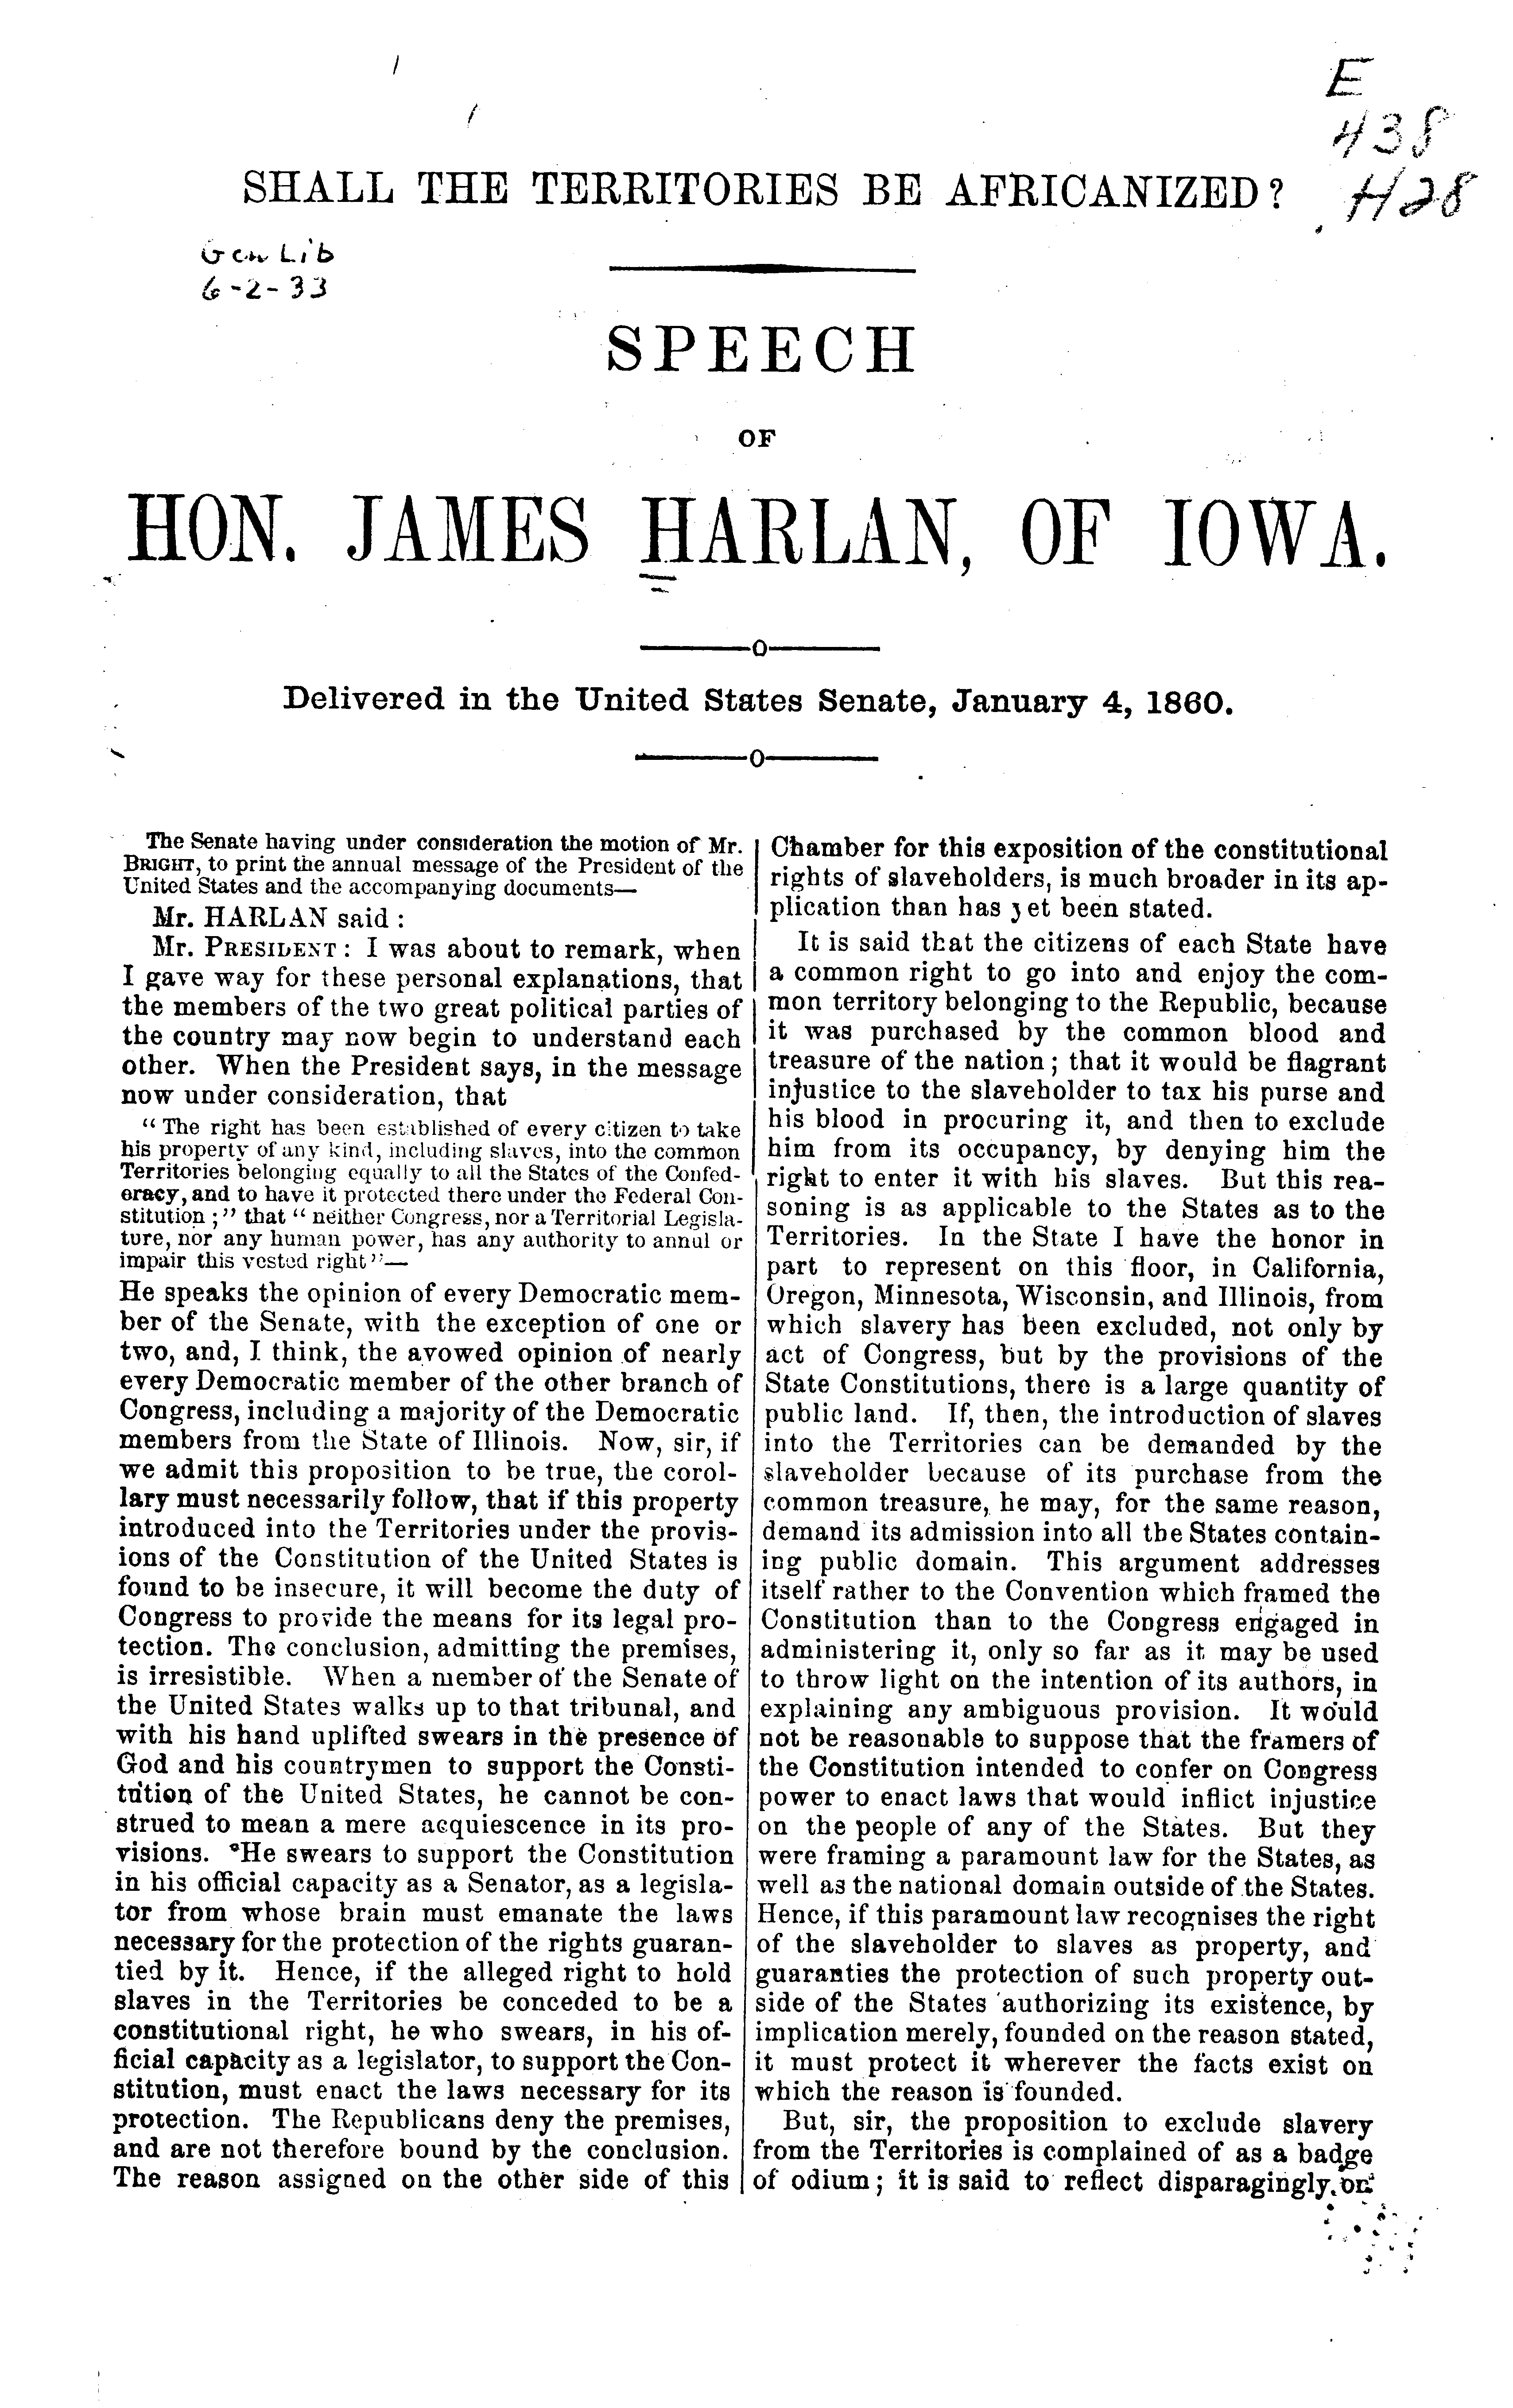 E
438
H28
SHALL THE TERRITORIES BE AFRICANIZED?
Gen Lib
6-2-33
SPEECH
OF
HON. JAMES HARLAN, OF IOWA.
Delivered in the United States Senate, January 4, 1860.
The Senate having under consideration the motion of Mr.
BRIGHT, to print the annual message of the President of the
United States and the accompanying documents—
Mr. HARLAN said:
Mr. PRESIDENT: I was about to remark, when
I gave way for these personal explanations, that
the members of the two great political parties of
the country may now begin to understand each
other. When the President says, in the message
now under consideration, that
"The right has been established of every citizen to take
his property of any kind, including slaves, into the common
Territories belonging equally to all the States of the Confed-
eracy, and to have it protected there under the Federal Con-
stitution;" that "neither Congress, nor a Territorial Legisla-
ture, nor any human power, has any authority to annul or
impair this vested right"—
He speaks the opinion of every Democratic mem-
ber of the Senate, with the exception of one or
two, and, I think, the avowed opinion of nearly
every Democratic member of the other branch of
Congress, including a majority of the Democratic
members from the State of Illinois. Now, sir, if
we admit this proposition to be true, the corol-
lary must necessarily follow, that if this property
introduced into the Territories under the provis-
ions of the Constitution of the United States is
found to be insecure, it will become the duty of
Congress to provide the means for its legal pro-
tection. The conclusion, admitting the premises,
is irresistible. When a member of the Senate of
the United States walks up to that tribunal, and
with his hand uplifted swears in the presence of
God and his countrymen to support the Consti-
tution of the United States, he cannot be con-
strued to mean a mere acquiescence in its pro-
visions. He swears to support the Constitution
in his official capacity as a Senator, as a legisla-
tor from whose brain must emanate the laws
necessary for the protection of the rights guaran-
tied by it. Hence, if the alleged right to hold
slaves in the Territories be conceded to be a
constitutional right, he who swears, in his of-
ficial capacity as a legislator, to support the Con-
stitution, must enact the laws necessary for its
protection. The Republicans deny the premises,
and are not therefore bound by the conclusion.
The reason assigned on the other side of this
Chamber for this exposition of the constitutional
rights of slaveholders, is much broader in its ap-
plication than has yet been stated.
It is said that the citizens of each State have
a common right to go into and enjoy the com-
mon territory belonging to the Republic, because
it was purchased by the common blood and
treasure of the nation; that it would be flagrant
injustice to the slaveholder to tax his purse and
his blood in procuring it, and then to exclude
him from its occupancy, by denying him the
right to enter it with his slaves. But this rea-
soning is as applicable to the States as to the
Territories. In the State I have the honor in
part to represent on this floor, in California,
Oregon, Minnesota, Wisconsin, and Illinois, from
which slavery has been excluded, not only by
act of Congress, but by the provisions of the
State Constitutions, there is a large quantity of
public land. If, then, the introduction of slaves
into the Territories can be demanded by the
slaveholder because of its purchase from the
common treasure, he may, for the same reason,
demand its admission into all the States contain-
ing public domain. This argument addresses
itself rather to the Convention which framed the
Constitution than to the Congress engaged in
administering it, only so far as it may be used
to throw light on the intention of its authors, in
explaining any ambiguous provision. It would
not be reasonable to suppose that the framers of
the Constitution intended to confer on Congress
power to enact laws that would inflict injustice
on the people of any of the States. But they
were framing a paramount law for the States, as
well as the national domain outside of the States.
Hence, if this paramount law recognises the right
of the slaveholder to slaves as property, and
guaranties the protection of such property out-
side of the States authorizing its existence, by
implication merely, founded on the reason stated,
it must protect it wherever the facts exist on
which the reason is founded.
But, sir, the proposition to exclude slavery
from the Territories is complained of as a badge
of odium; it is said to reflect disparagingly on